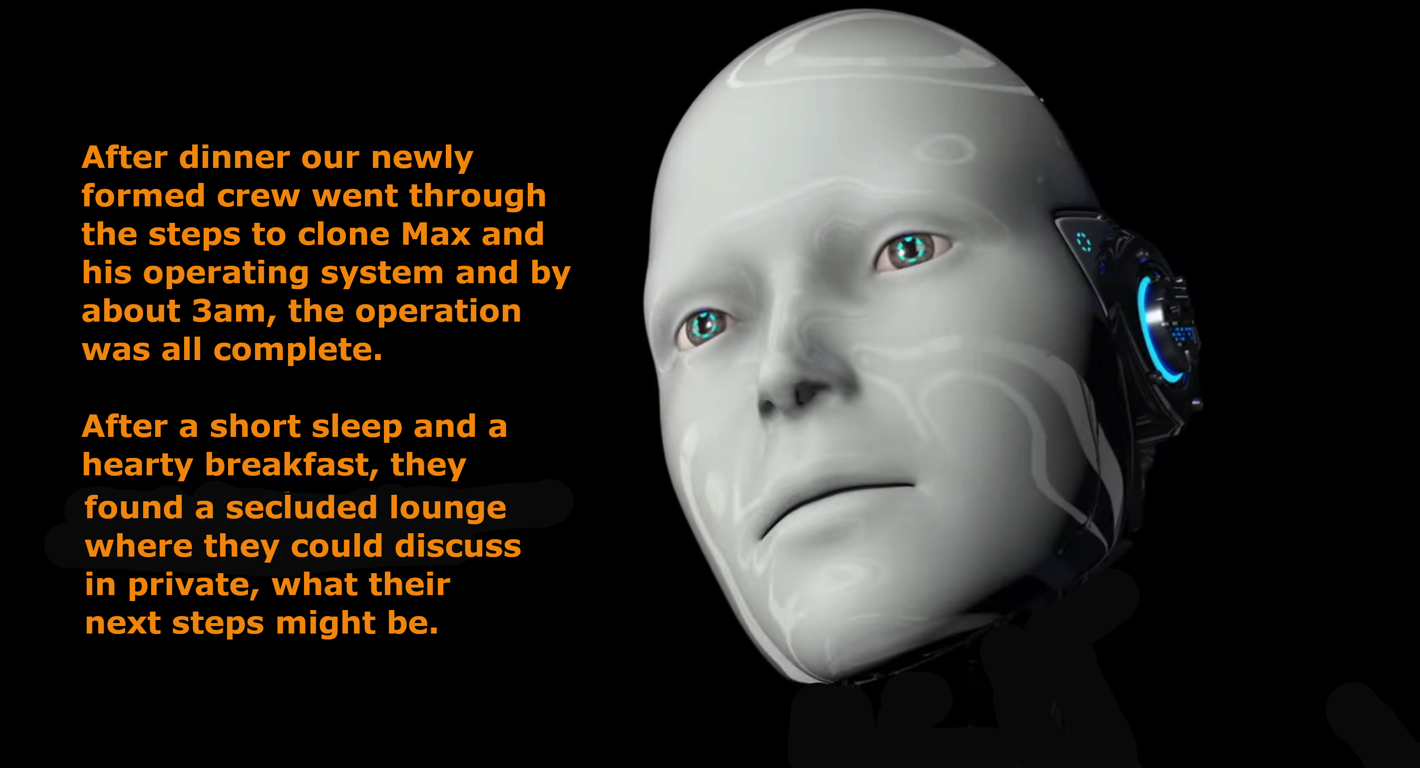 After dinner our newly
formed crew went through
the steps to clone Max and
his operating system and by
about 3am, the operation
was all complete.
After a short sleep and a
hearty breakfast, they
found a secluded lounge
where they could discuss
in private, what their
next steps might be.